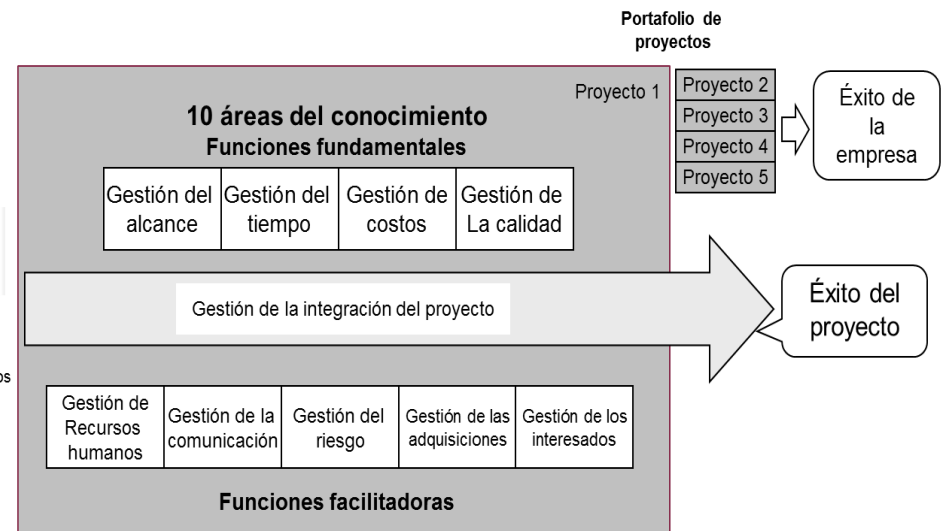 Portafolio de
proyectos
Proyecto 1
Proyecto 2
Proyecto 3
Proyecto 4
Proyecto 5
Éxito de
la
empresa
10 áreas del conocimiento
Funciones fundamentales
Gestión del
alcance
Gestión del
tiempo
Gestión de
costos
Gestión de
La calidad
Gestión de la integración del proyecto
Éxito del
proyecto
os
Gestión de
Recursos
humanos
Gestión de la
comunicación
Gestión del
riesgo
Gestión de las
adquisiciones
Gestión de los
interesados
Funciones facilitadoras